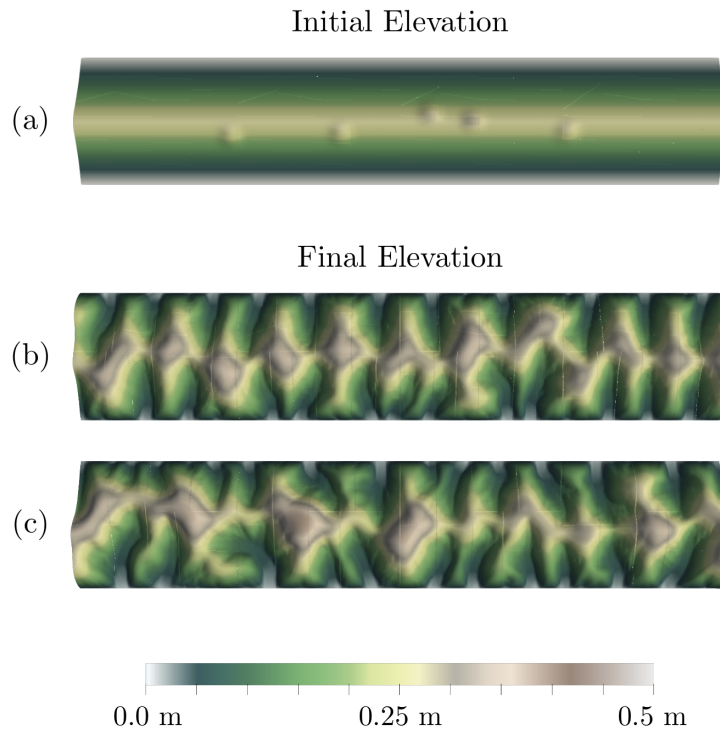 Initial Elevation
(a)
Final Elevation
(b)
(c)
0.0 m 0.25 m 0.5 m